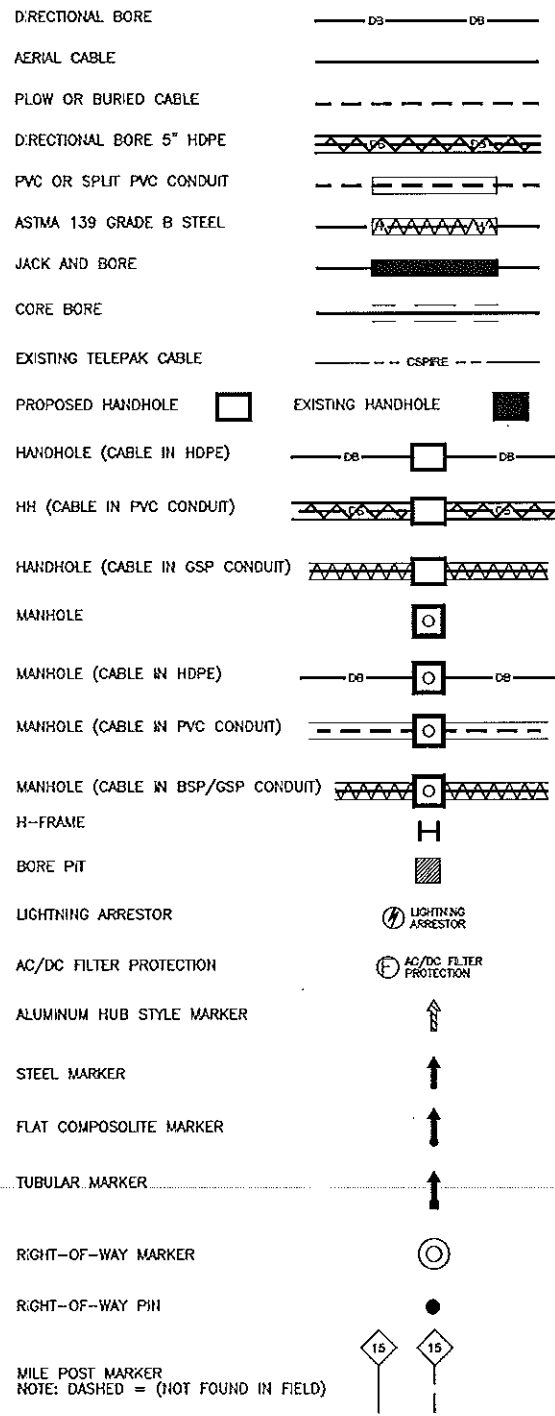 DIRECTIONAL BORE DB DB
AERIAL CABLE
PLOW OR BURIED CABLE
DIRECTIONAL BORE 5" HDPE
PVC OR SPLIT PVC CONDUIT
ASTMA 139 GRADE B STEEL
JACK AND BORE
CORE BORE
EXISTING TELEPAK CABLE CSPIRE
PROPOSED HANDHOLE EXISTING HANDHOLE
HANDHOLE (CABLE IN HDPE) DB DB
HH (CABLE IN PVC CONDUIT)
HANDHOLE (CABLE IN GSP CONDUIT)
MANHOLE
MANHOLE (CABLE IN HDPE) DB DB
MANHOLE (CABLE IN PVC CONDUIT)
MANHOLE (CABLE IN BSP/GSP CONDUIT)
H-FRAME
BORE PIT
LIGHTNING ARRESTOR LIGHTNING
ARRESTOR
AC/DC FILTER PROTECTION F AC/DC FILTER
PROTECTION
ALUMINUM HUB STYLE MARKER
STEEL MARKER
FLAT COMPOSOLITE MARKER
TUBULAR MARKER
RIGHT-OF-WAY MARKER
RIGHT-OF-WAY PIN
15 15
MILE POST MARKER
NOTE: DASHED = (NOT FOUND IN FIELD)